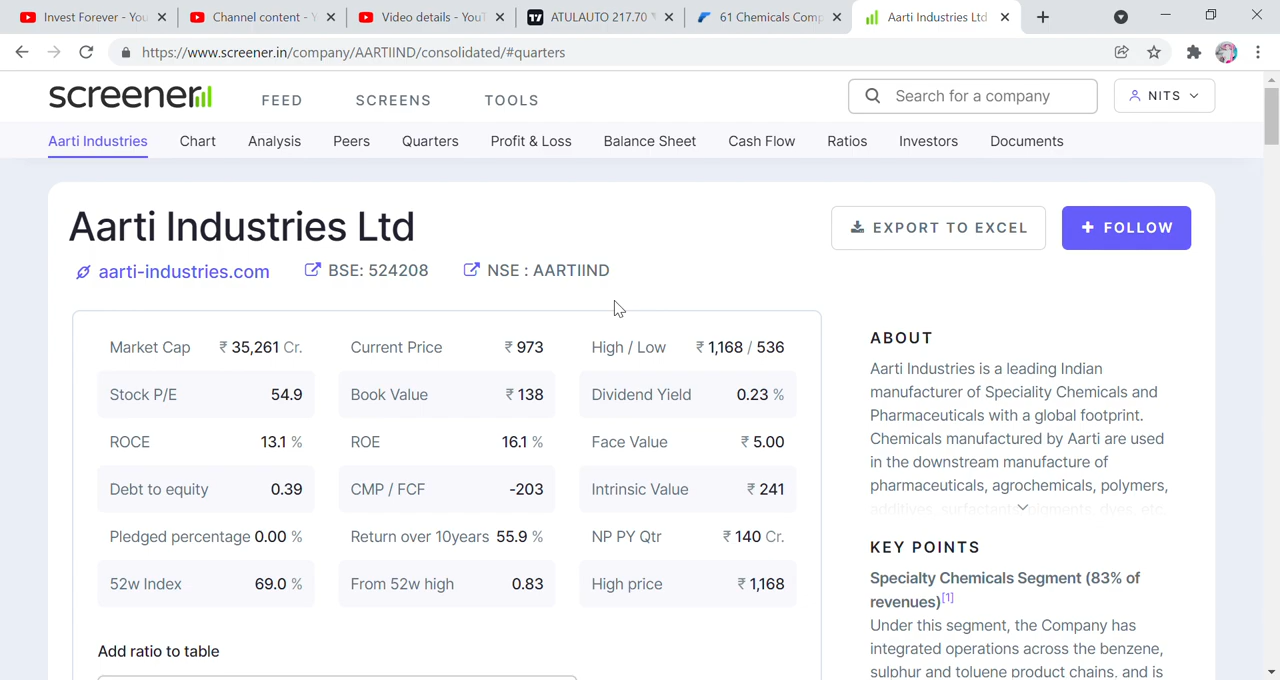 Invest Forever - You
Channel content - Y
Video details - YouT
ATULAUTO 217.70
61 Chemicals Comp
Aarti Industries Ltd
https://www.screener.in/company/AARTIIND/consolidated/#quarters
screener
FEED
SCREENS
TOOLS
Search for a company
NITS
Aarti Industries
Chart
Analysis
Peers
Quarters
Profit & Loss
Balance Sheet
Cash Flow
Ratios
Investors
Documents
Aarti Industries Ltd
EXPORT TO EXCEL
+ FOLLOW
aarti-industries.com
BSE: 524208
NSE : AARTIIND
Market Cap ₹ 35,261 Cr.
Current Price ₹ 973
High / Low ₹ 1,168 / 536
Stock P/E 54.9
Book Value ₹ 138
Dividend Yield 0.23 %
ROCE 13.1 %
ROE 16.1 %
Face Value ₹ 5.00
Debt to equity 0.39
CMP / FCF -203
Intrinsic Value ₹ 241
Pledged percentage 0.00 %
Return over 10years 55.9 %
NP PY Qtr ₹ 140 Cr.
52w Index 69.0 %
From 52w high 0.83
High price ₹ 1,168
Add ratio to table
ABOUT
Aarti Industries is a leading Indian
manufacturer of Speciality Chemicals and
Pharmaceuticals with a global footprint.
Chemicals manufactured by Aarti are used
in the downstream manufacture of
pharmaceuticals, agrochemicals, polymers,
additives, surfactants, pigments, dyes, etc.
KEY POINTS
Specialty Chemicals Segment (83% of
revenues)[1]
Under this segment, the Company has
integrated operations across the benzene,
sulphur and toluene product chains, and is